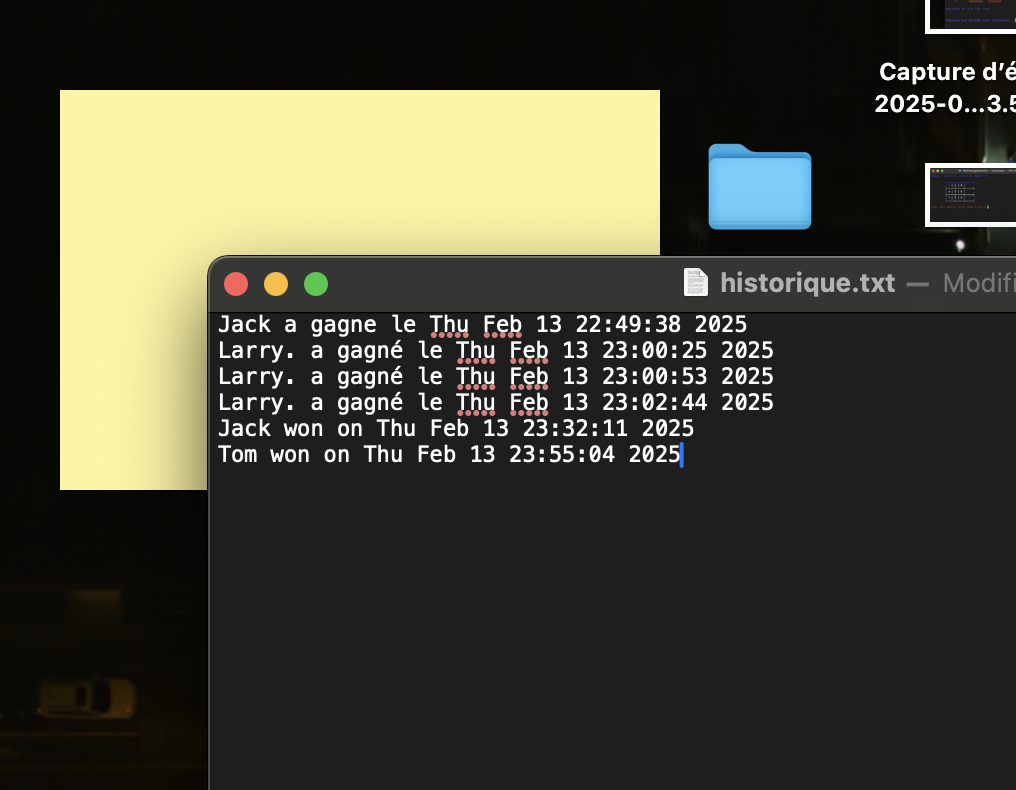 Capture d’é
2025-0...3.5
historique.txt — Modifi
Jack a gagne le Thu Feb 13 22:49:38 2025
Larry. a gagné le Thu Feb 13 23:00:25 2025
Larry. a gagné le Thu Feb 13 23:00:53 2025
Larry. a gagné le Thu Feb 13 23:02:44 2025
Jack won on Thu Feb 13 23:32:11 2025
Tom won on Thu Feb 13 23:55:04 2025